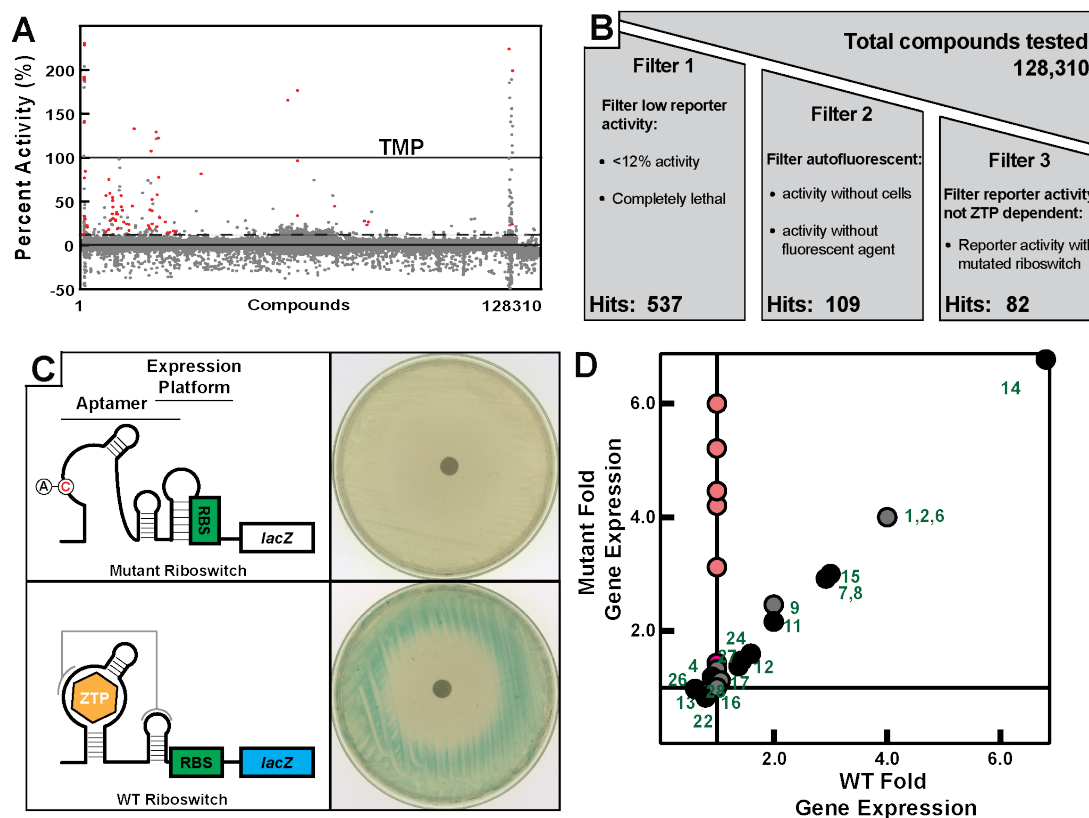 A
Percent Activity (%)
200
150
100
50
0
-50
TMP
1
Compounds
128310
B
Total compounds tested
128,310
Filter 1
Filter low reporter
activity:
• <12% activity
• Completely lethal
Hits: 537
Filter 2
Filter autofluorescent:
• activity without cells
• activity without
fluorescent agent
Hits: 109
Filter 3
Filter reporter activity
not ZTP dependent:
• Reporter activity with
mutated riboswitch
Hits: 82
C
Expression
Platform
Aptamer
A
C
RBS
lacZ
Mutant Riboswitch
ZTP
RBS
lacZ
WT Riboswitch
D
Mutant Fold
Gene Expression
6.0
4.0
2.0
14
1,2,6
15
7,8
9
11
24
27
12
4
17
26
28
13
16
22
2.0
4.0
6.0
WT Fold
Gene Expression